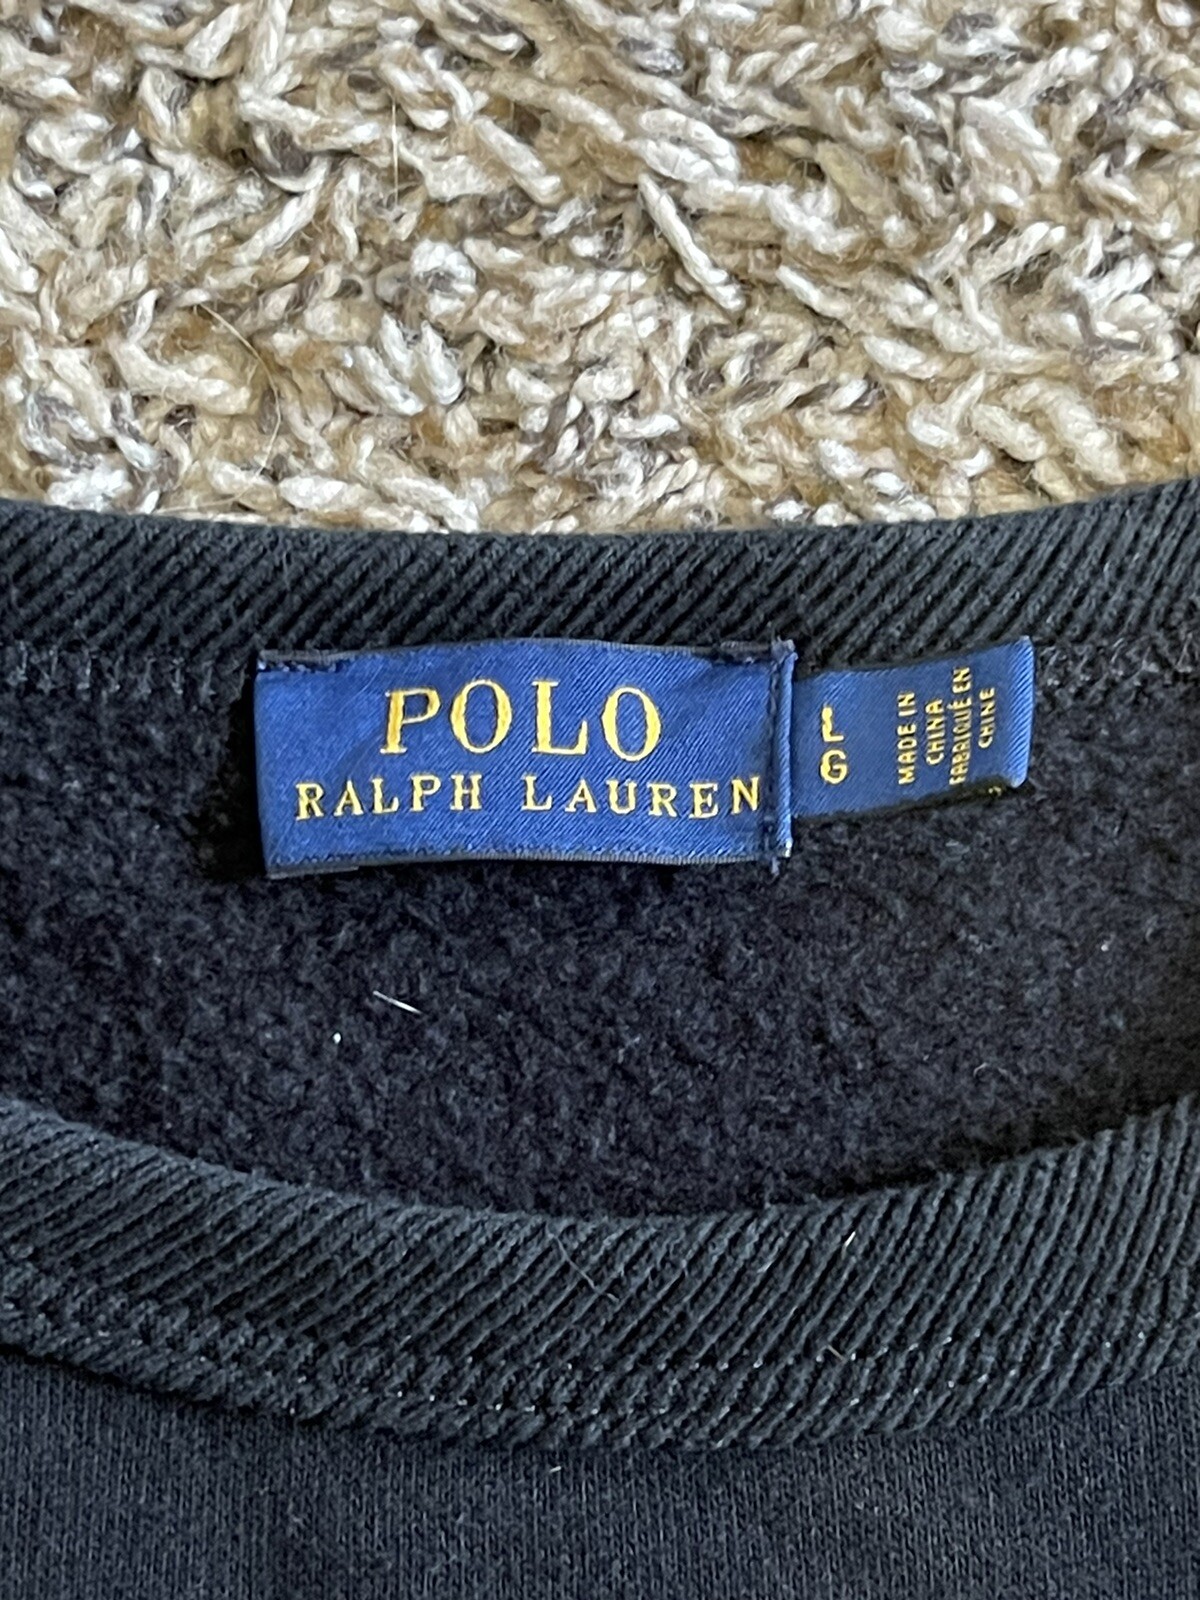 POLO
RALPH LAUREN
L
G
MADE IN
CHINA
FABRIQUÉ EN
CHINE